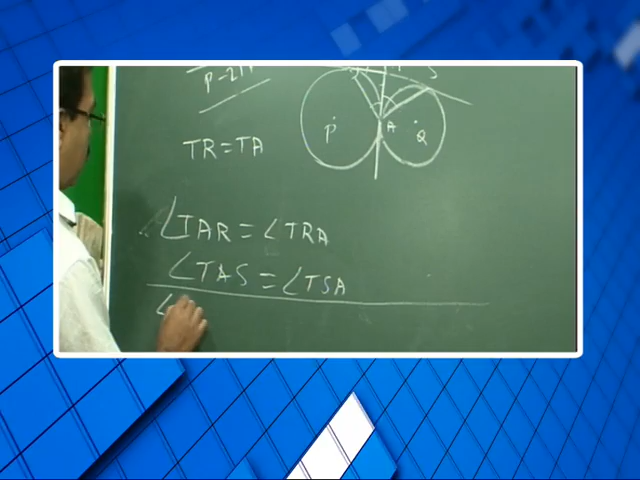 TR = TA
P
A
Q
S
∠TAR = ∠TRA
∠TAS = ∠TSA
∠